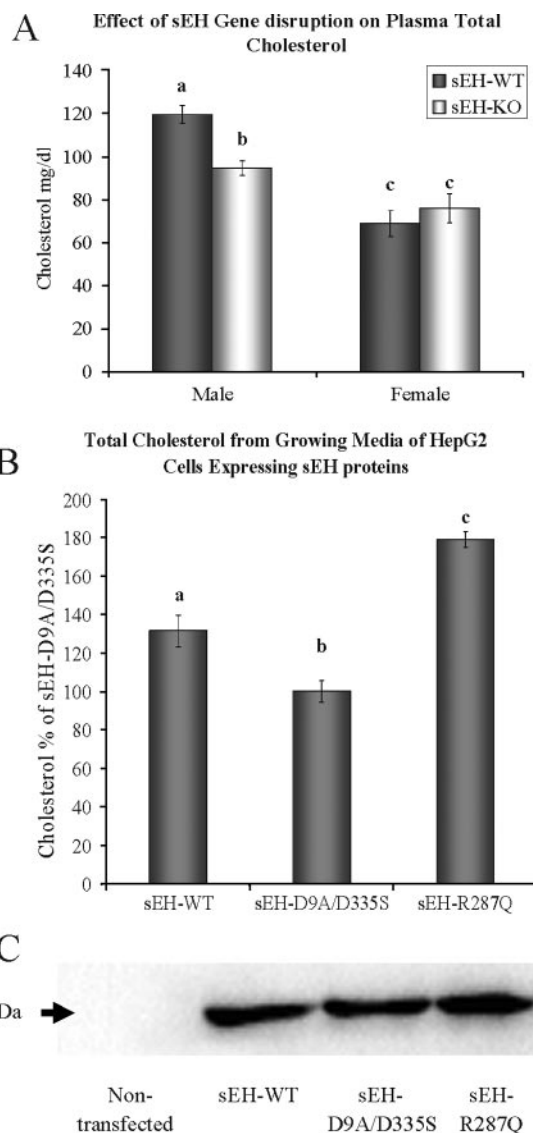 A
Effect of sEH Gene disruption on Plasma Total
Cholesterol
140
120
100
80
60
40
20
0
Cholesterol mg/dl
a
b
c
c
sEH-WT
sEH-KO
Male
Female
B
Total Cholesterol from Growing Media of HepG2
Cells Expressing sEH proteins
200
180
160
140
120
100
80
60
40
20
0
Cholesterol % of sEH-D9A/D335S
a
b
c
sEH-WT
sEH-D9A/D335S
sEH-R287Q
C
Da
Non-
transfected
sEH-WT
sEH-
D9A/D335S
sEH-
R287Q